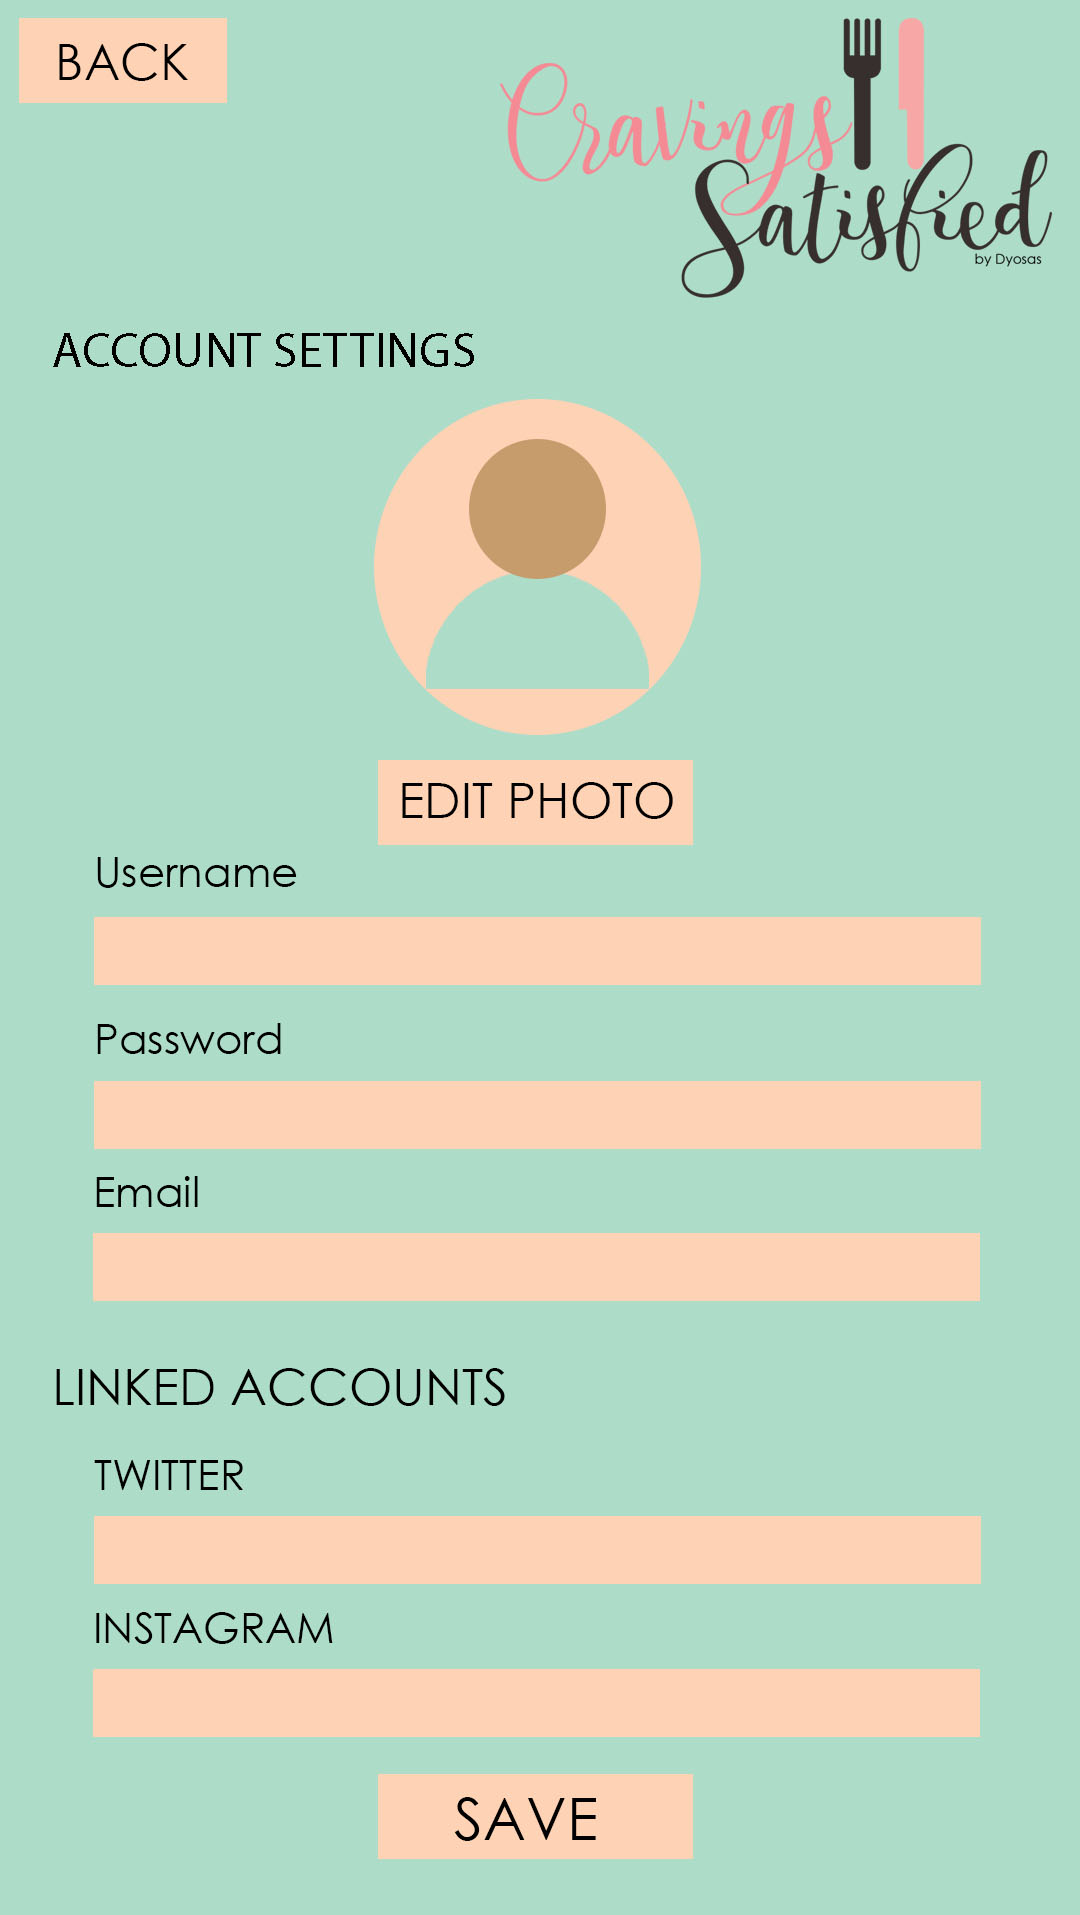 BACK
Cravings
Satisfied
by Dyosas
ACCOUNT SETTINGS
EDIT PHOTO
Username
Password
Email
LINKED ACCOUNTS
TWITTER
INSTAGRAM
SAVE